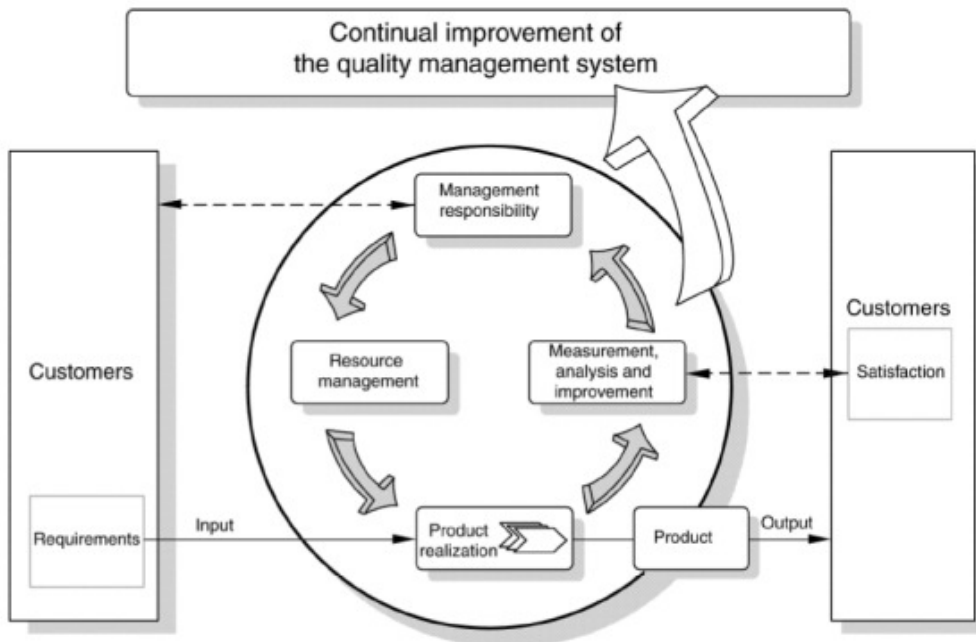 Continual improvement of
the quality management system
Management
responsibility
Customers
Resource
management
Measurement,
analysis and
improvement
Customers
Satisfaction
Requirements
Input
Product
realization
Product
Output